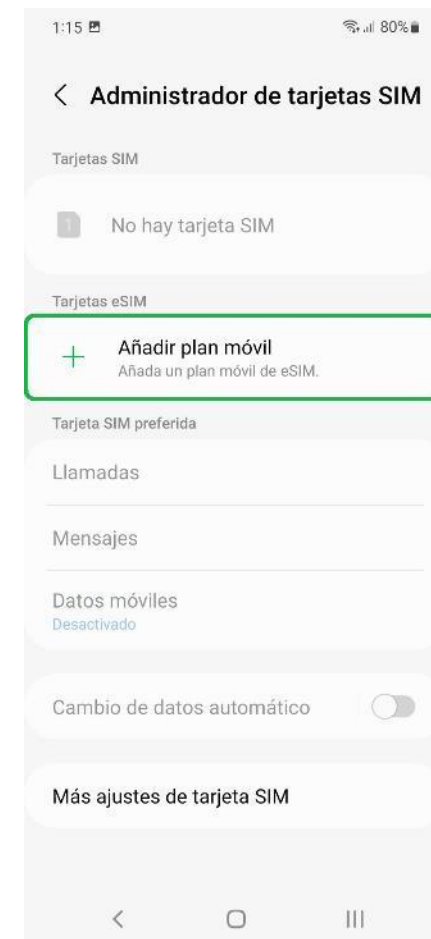 1:15 80%
Administrador de tarjetas SIM
Tarjetas SIM
1 No hay tarjeta SIM
Tarjetas eSIM
Añadir plan móvil
Añada un plan móvil de eSIM.
Tarjeta SIM preferida
Llamadas
Mensajes
Datos móviles
Desactivado
Cambio de datos automático
Más ajustes de tarjeta SIM